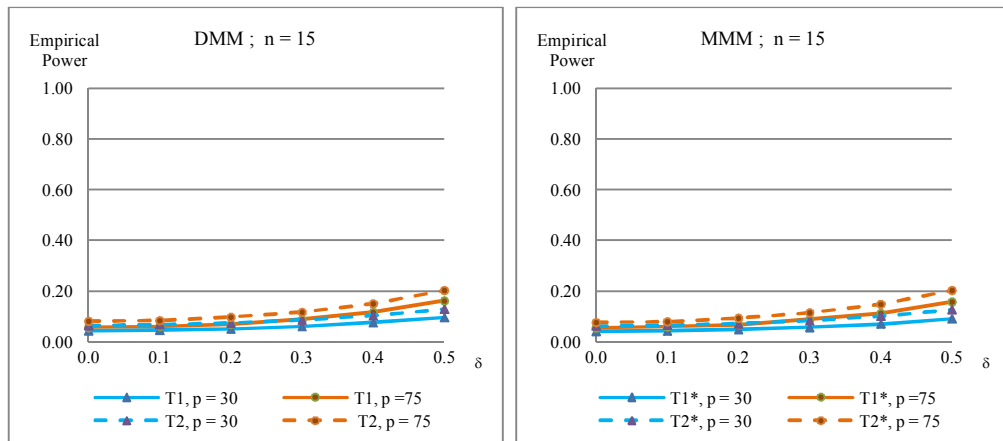 DMM ; n = 15
Empirical
Power
1.00
0.80
0.60
0.40
0.20
0.00
0.0 0.1 0.2 0.3 0.4 0.5 δ
T1, p = 30 T1, p =75
T2, p = 30 T2, p = 75
MMM ; n = 15
Empirical
Power
1.00
0.80
0.60
0.40
0.20
0.00
0.0 0.1 0.2 0.3 0.4 0.5 δ
T1*, p = 30 T1*, p =75
T2*, p = 30 T2*, p = 75